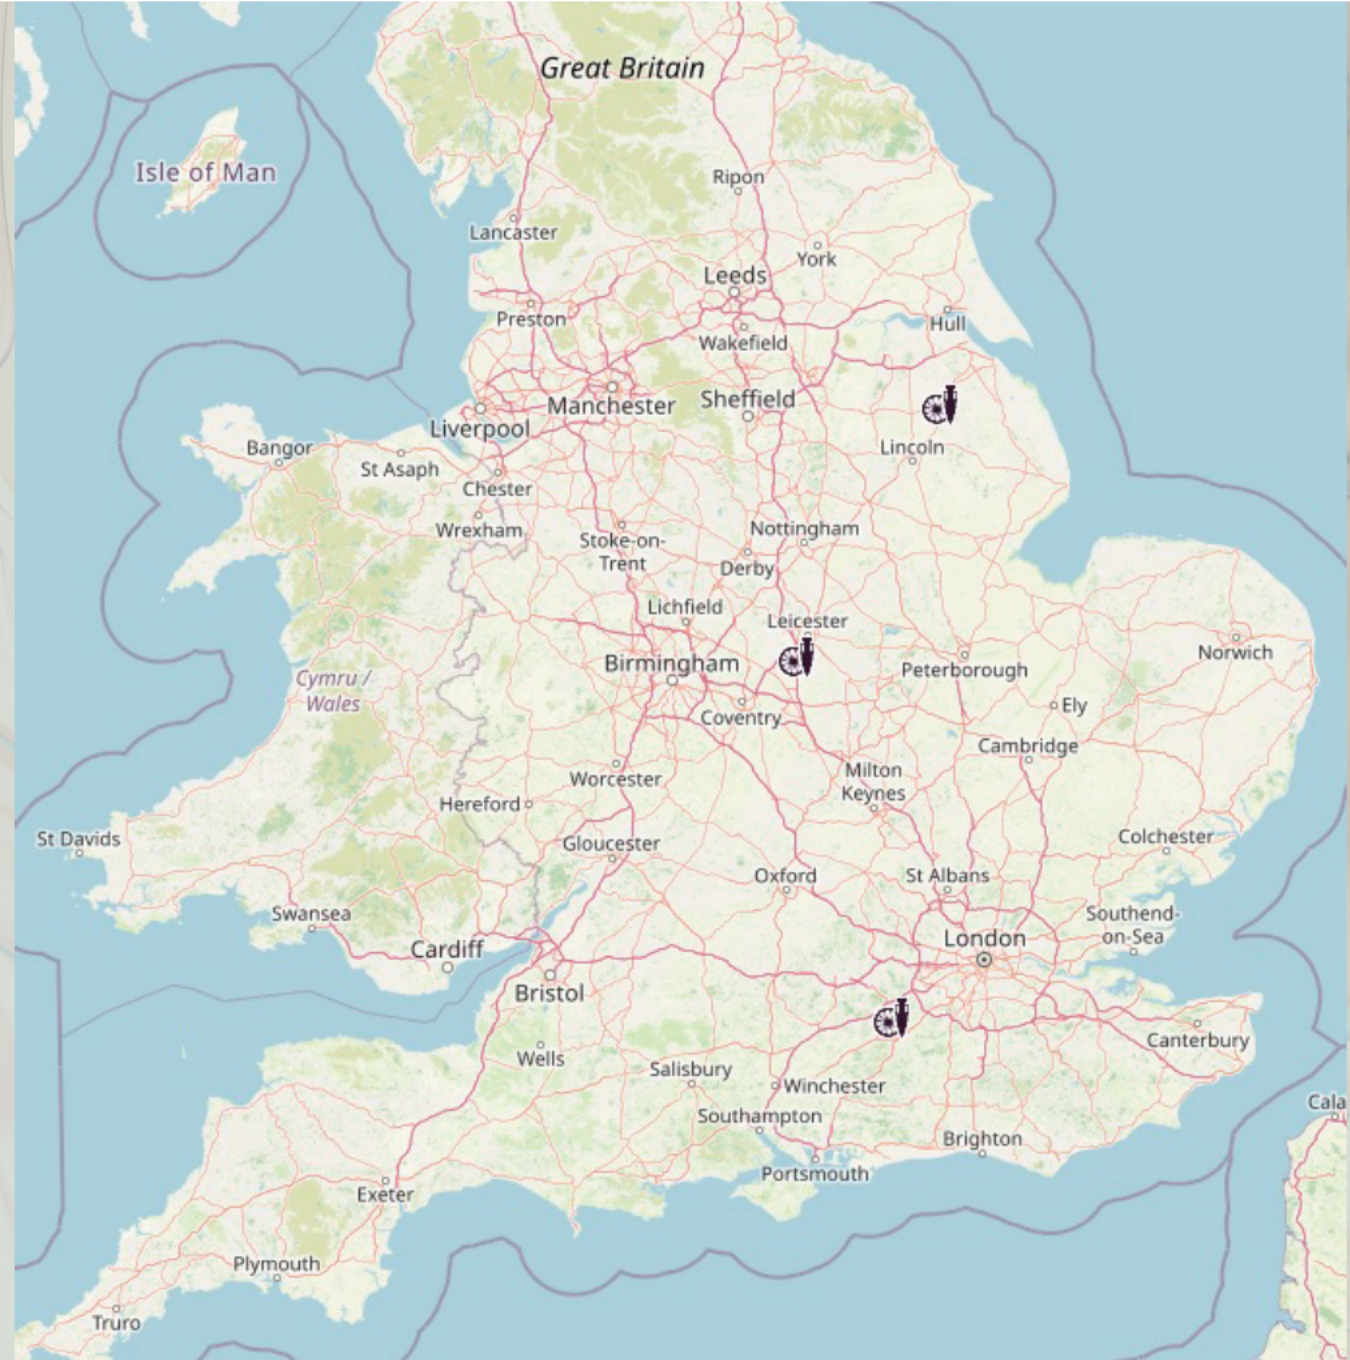 Great Britain
Isle of Man
Ripon
Lancaster
York
Leeds
Preston
Hull
Wakefield
Manchester
Sheffield
Liverpool
Bangor
St Asaph
Lincoln
Chester
Wrexham
Stoke-on-
Trent
Nottingham
Derby
Lichfield
Leicester
Birmingham
Peterborough
Norwich
Cymru /
Wales
Coventry
Ely
Cambridge
Worcester
Milton
Keynes
Hereford
St Davids
Gloucester
Colchester
Oxford
St Albans
Swansea
Southend-
on-Sea
Cardiff
London
Bristol
Canterbury
Wells
Salisbury
Winchester
Southampton
Cala
Brighton
Portsmouth
Exeter
Plymouth
Truro